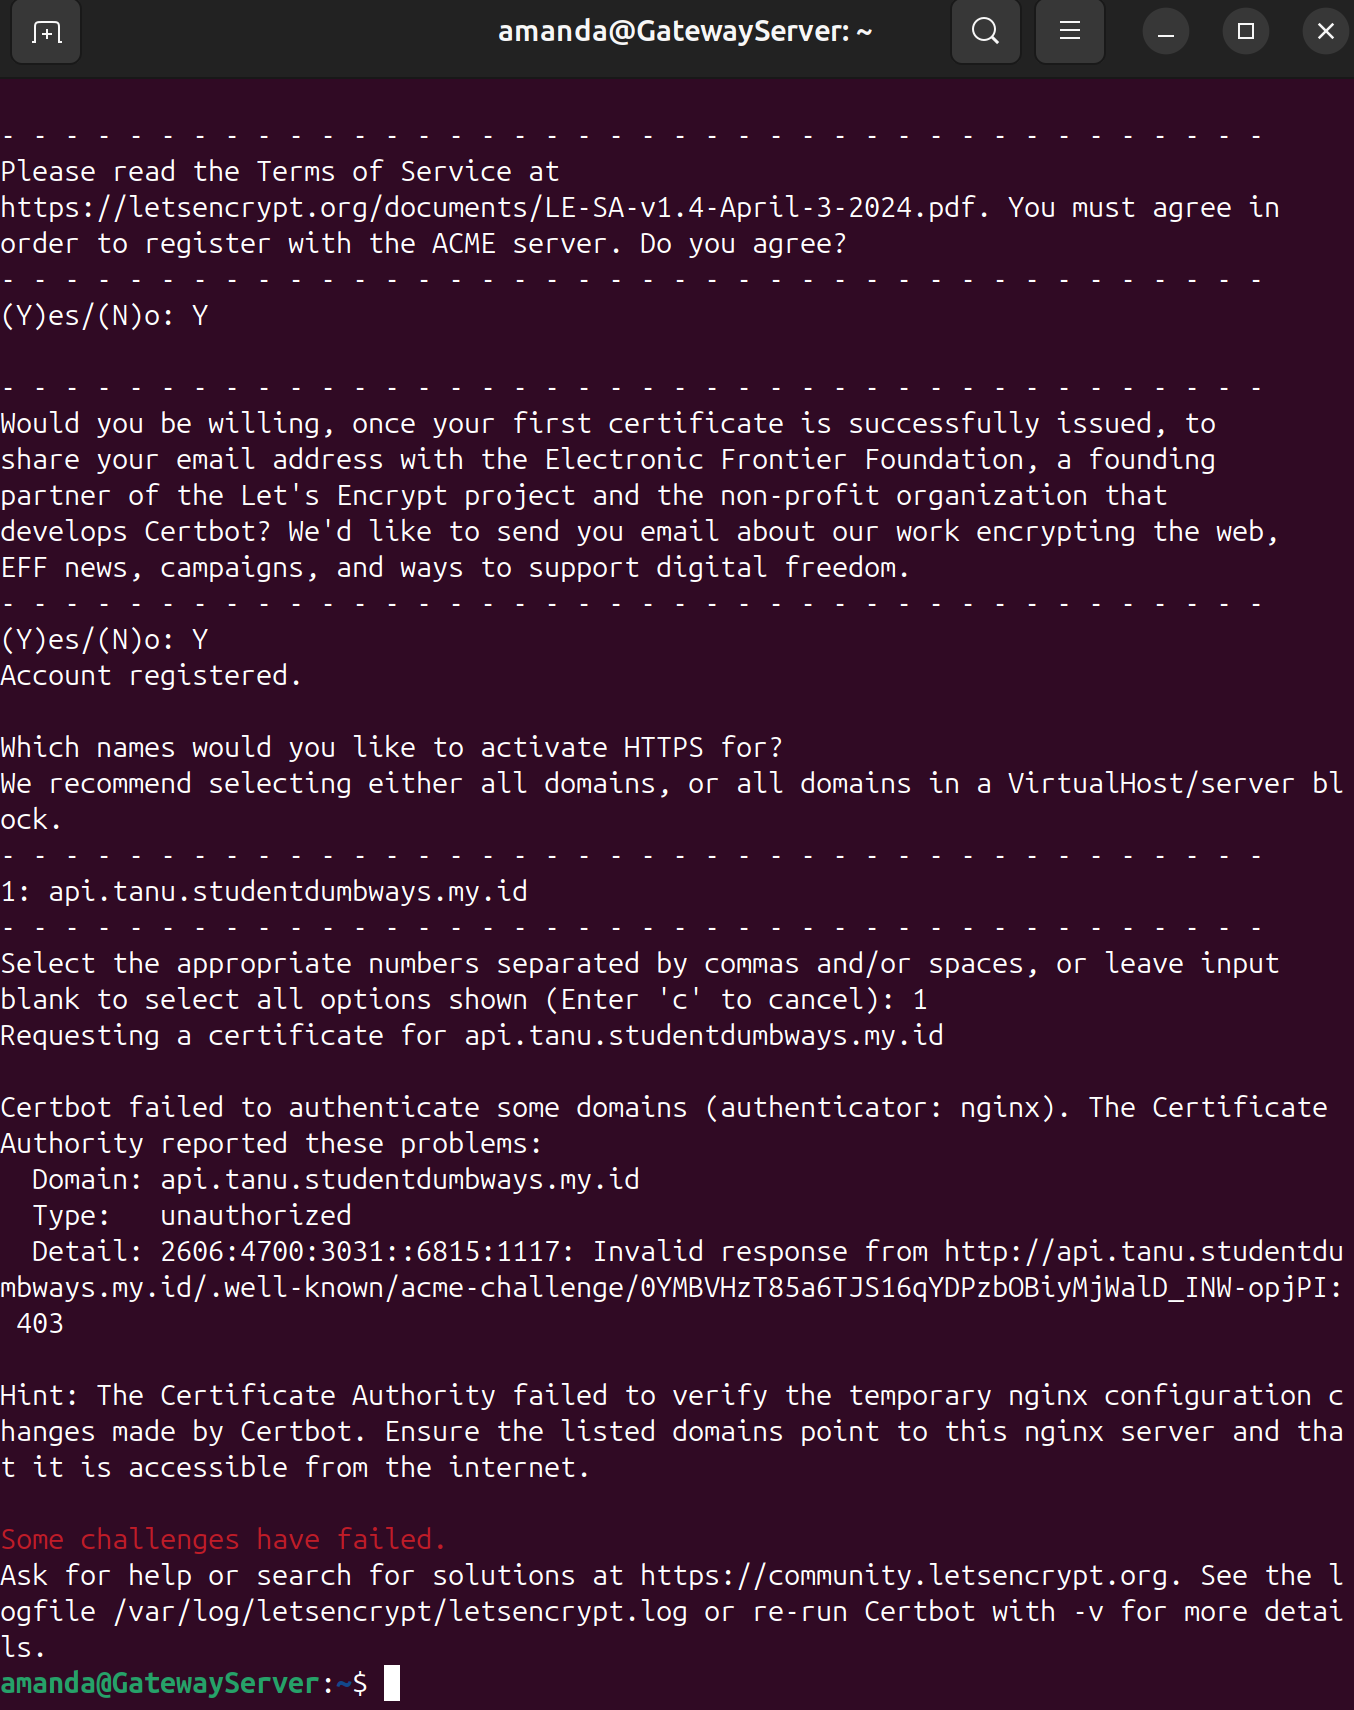 amanda@GatewayServer: ~
- - - - - - - - - - - - - - - - - - - - - - - - - - - - - - - - - - - - - - - -
Please read the Terms of Service at
https://letsencrypt.org/documents/LE-SA-v1.4-April-3-2024.pdf. You must agree in
order to register with the ACME server. Do you agree?
- - - - - - - - - - - - - - - - - - - - - - - - - - - - - - - - - - - - - - - -
(Y)es/(N)o: Y
- - - - - - - - - - - - - - - - - - - - - - - - - - - - - - - - - - - - - - - -
Would you be willing, once your first certificate is successfully issued, to
share your email address with the Electronic Frontier Foundation, a founding
partner of the Let's Encrypt project and the non-profit organization that
develops Certbot? We'd like to send you email about our work encrypting the web,
EFF news, campaigns, and ways to support digital freedom.
- - - - - - - - - - - - - - - - - - - - - - - - - - - - - - - - - - - - - - - -
(Y)es/(N)o: Y
Account registered.
Which names would you like to activate HTTPS for?
We recommend selecting either all domains, or all domains in a VirtualHost/server bl
ock.
- - - - - - - - - - - - - - - - - - - - - - - - - - - - - - - - - - - - - - - -
1: api.tanu.studentdumbways.my.id
- - - - - - - - - - - - - - - - - - - - - - - - - - - - - - - - - - - - - - - -
Select the appropriate numbers separated by commas and/or spaces, or leave input
blank to select all options shown (Enter 'c' to cancel): 1
Requesting a certificate for api.tanu.studentdumbways.my.id
Certbot failed to authenticate some domains (authenticator: nginx). The Certificate
Authority reported these problems:
  Domain: api.tanu.studentdumbways.my.id
  Type:   unauthorized
  Detail: 2606:4700:3031::6815:1117: Invalid response from http://api.tanu.studentdu
mbways.my.id/.well-known/acme-challenge/0YMBVHzT85a6TJS16qYDPzbOBiyMjWalD_INW-opjPI:
 403
Hint: The Certificate Authority failed to verify the temporary nginx configuration c
hanges made by Certbot. Ensure the listed domains point to this nginx server and tha
t it is accessible from the internet.
Some challenges have failed.
Ask for help or search for solutions at https://community.letsencrypt.org. See the l
ogfile /var/log/letsencrypt/letsencrypt.log or re-run Certbot with -v for more detai
ls.
amanda@GatewayServer:~$